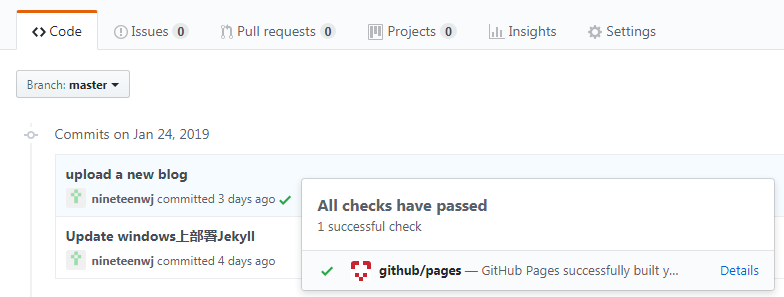 Code Issues 0 Pull requests 0 Projects 0 Insights Settings
Branch: master
Commits on Jan 24, 2019
upload a new blog
nineteenwj committed 3 days ago
All checks have passed
1 successful check
Update windows上部署Jekyll
nineteenwj committed 4 days ago
github/pages — GitHub Pages successfully built y... Details